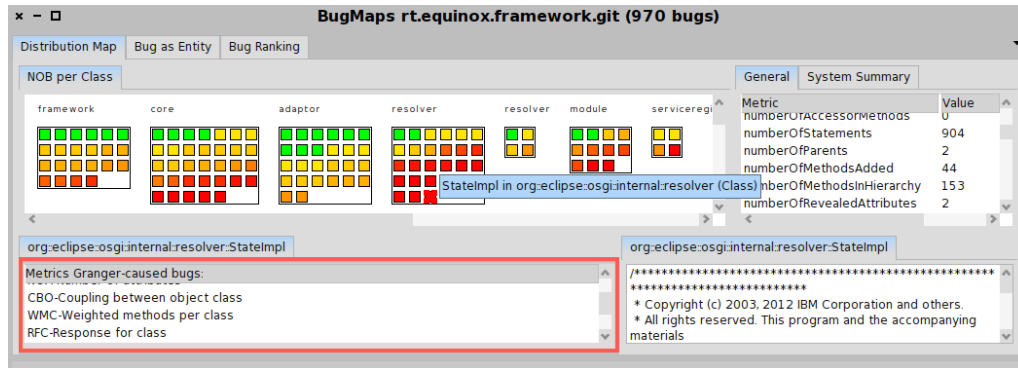 BugMaps rt.equinox.framework.git (970 bugs)
Distribution Map Bug as Entity Bug Ranking
NOB per Class
General System Summary
framework core adaptor resolver resolver module serviceregi
Metric Value
numberOfAccessorMethods 0
numberOfStatements 904
numberOfParents 2
numberOfMethodsAdded 44
StateImpl in org::eclipse::osgi::internal::resolver (Class)
mberOfMethodsInHierarchy 153
numberOfRevealedAttributes 2
org::eclipse::osgi::internal::resolver::StateImpl
Metrics Granger-caused bugs:
CBO-Coupling between object class
WMC-Weighted methods per class
RFC-Response for class
org::eclipse::osgi::internal::resolver::StateImpl
/*******************************************************
***************************
* Copyright (c) 2003, 2012 IBM Corporation and others.
* All rights reserved. This program and the accompanying
materials